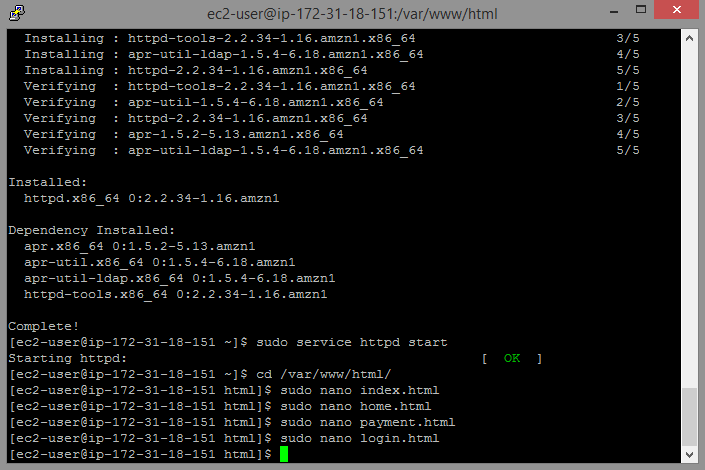 ec2-user@ip-172-31-18-151:/var/www/html
Installing : httpd-tools-2.2.34-1.16.amzn1.x86_64 3/5
Installing : apr-util-ldap-1.5.4-6.18.amzn1.x86_64 4/5
Installing : httpd-2.2.34-1.16.amzn1.x86_64 5/5
Verifying : httpd-tools-2.2.34-1.16.amzn1.x86_64 1/5
Verifying : apr-util-1.5.4-6.18.amzn1.x86_64 2/5
Verifying : httpd-2.2.34-1.16.amzn1.x86_64 3/5
Verifying : apr-1.5.2-5.13.amzn1.x86_64 4/5
Verifying : apr-util-ldap-1.5.4-6.18.amzn1.x86_64 5/5
Installed:
httpd.x86_64 0:2.2.34-1.16.amzn1
Dependency Installed:
apr.x86_64 0:1.5.2-5.13.amzn1
apr-util.x86_64 0:1.5.4-6.18.amzn1
apr-util-ldap.x86_64 0:1.5.4-6.18.amzn1
httpd-tools.x86_64 0:2.2.34-1.16.amzn1
Complete!
[ec2-user@ip-172-31-18-151 ~]$ sudo service httpd start
Starting httpd: [ OK ]
[ec2-user@ip-172-31-18-151 ~]$ cd /var/www/html/
[ec2-user@ip-172-31-18-151 html]$ sudo nano index.html
[ec2-user@ip-172-31-18-151 html]$ sudo nano home.html
[ec2-user@ip-172-31-18-151 html]$ sudo nano payment.html
[ec2-user@ip-172-31-18-151 html]$ sudo nano login.html
[ec2-user@ip-172-31-18-151 html]$